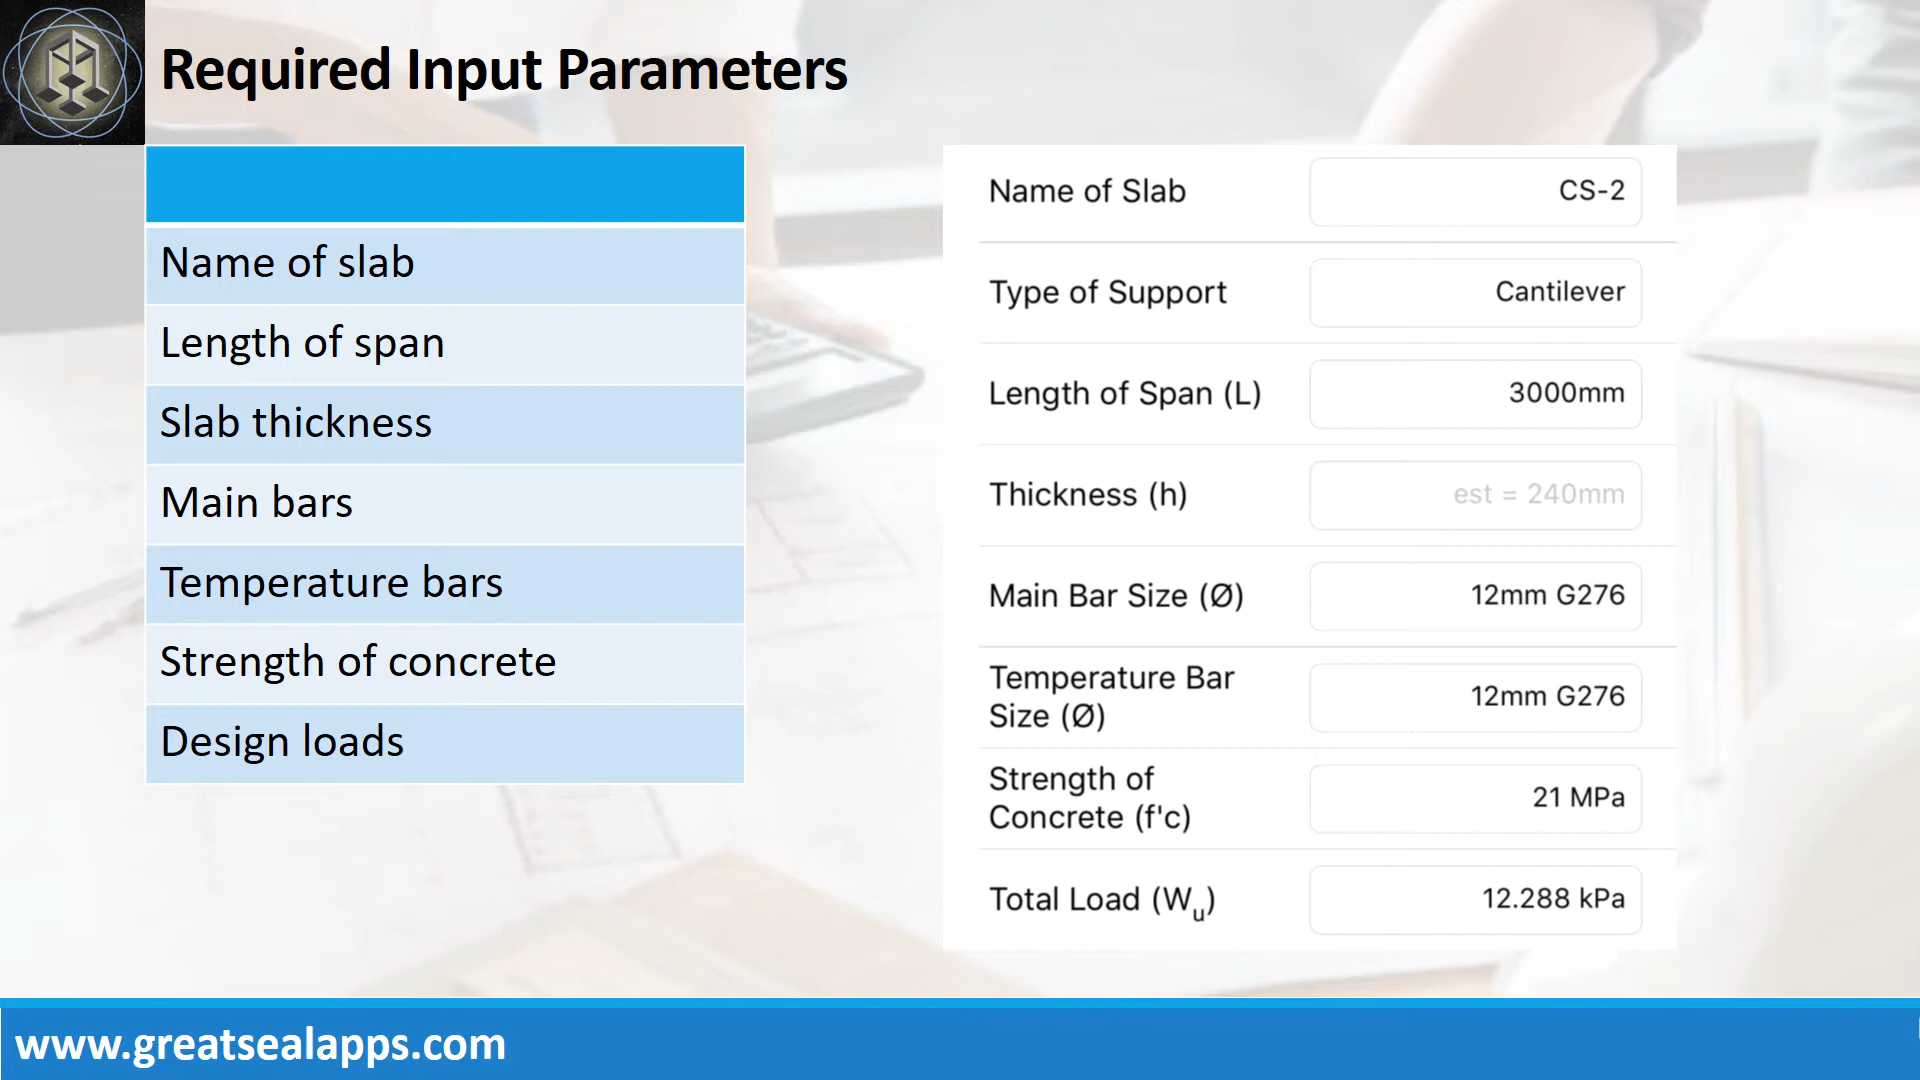 Required Input Parameters
Name of slab
Length of span
Slab thickness
Main bars
Temperature bars
Strength of concrete
Design loads
Name of Slab CS-2
Type of Support Cantilever
Length of Span (L) 3000mm
Thickness (h) est = 240mm
Main Bar Size (Ø) 12mm G276
Temperature Bar
Size (Ø) 12mm G276
Strength of
Concrete (f'c) 21 MPa
Total Load (Wu) 12.288 kPa
www.greatsealapps.com